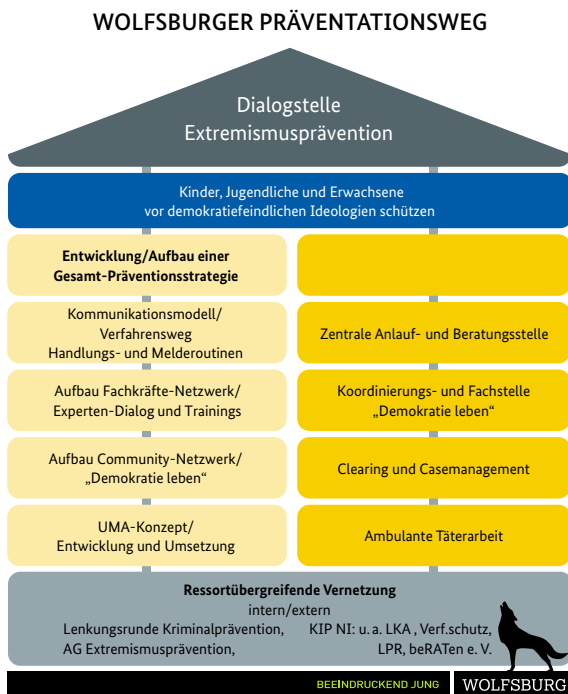 WOLFSBURGER PRÄVENTATIONSWEG
Dialogstelle
Extremismusprävention
Kinder, Jugendliche und Erwachsene
vor demokratiefeindlichen Ideologien schützen
Entwicklung/Aufbau einer
Gesamt-Präventionsstrategie
Kommunikationsmodell/
Verfahrensweg
Handlungs- und Melderoutinen
Zentrale Anlauf- und Beratungsstelle
Aufbau Fachkräfte-Netzwerk/
Experten-Dialog und Trainings
Koordinierungs- und Fachstelle
„Demokratie leben“
Aufbau Community-Netzwerk/
„Demokratie leben“
Clearing und Casemanagement
UMA-Konzept/
Entwicklung und Umsetzung
Ambulante Täterarbeit
Ressortübergreifende Vernetzung
intern/extern
Lenkungsrunde Kriminalprävention,
AG Extremismusprävention,
KIP NI: u. a. LKA , Verf.schutz,
LPR, beRATen e. V.
BEEINDRUCKEND JUNG
WOLFSBURG